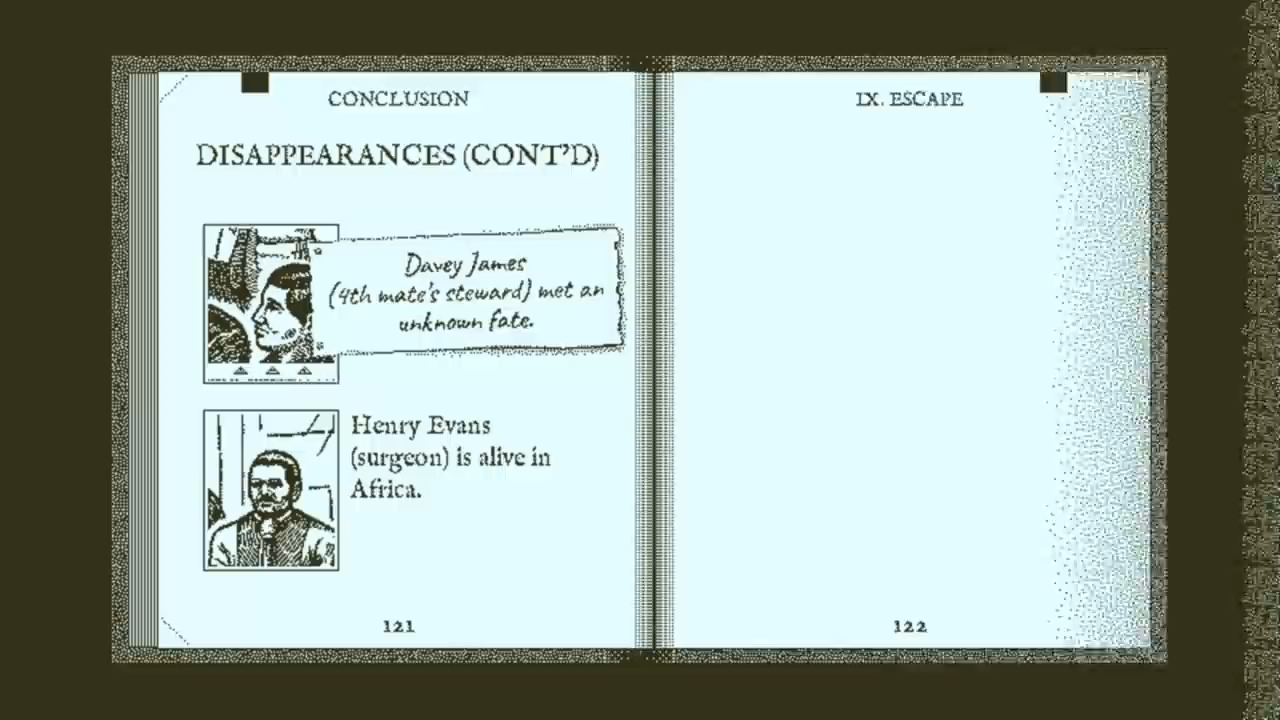 CONCLUSION
DISAPPEARANCES (CONT'D)
Davey James
(4th mate's steward) met an
unknown fate.
Henry Evans
(surgeon) is alive in
Africa.
121
IX. ESCAPE
122